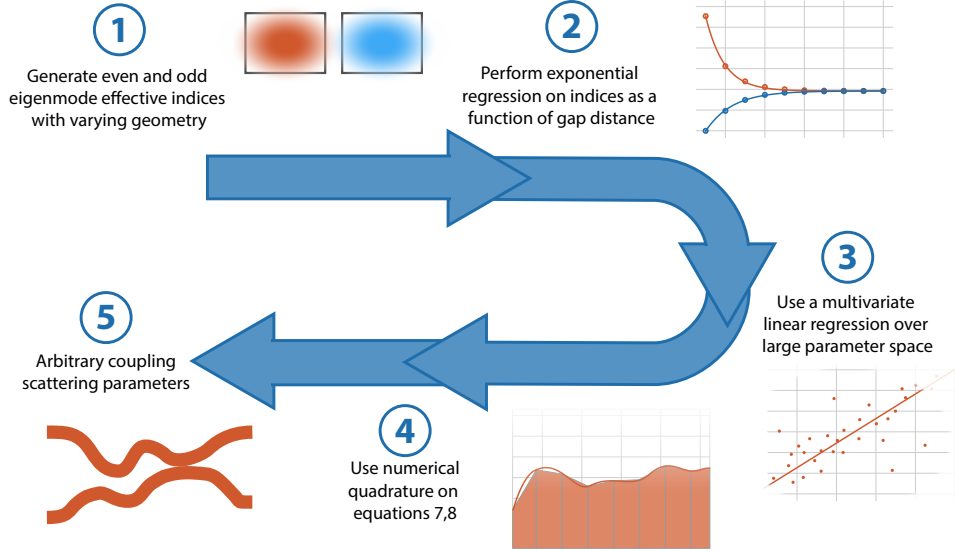 1
Generate even and odd
eigenmode effective indices
with varying geometry
2
Perform exponential
regression on indices as a
function of gap distance
3
Use a multivariate
linear regression over
large parameter space
4
Use numerical
quadrature on
equations 7,8
5
Arbitrary coupling
scattering parameters